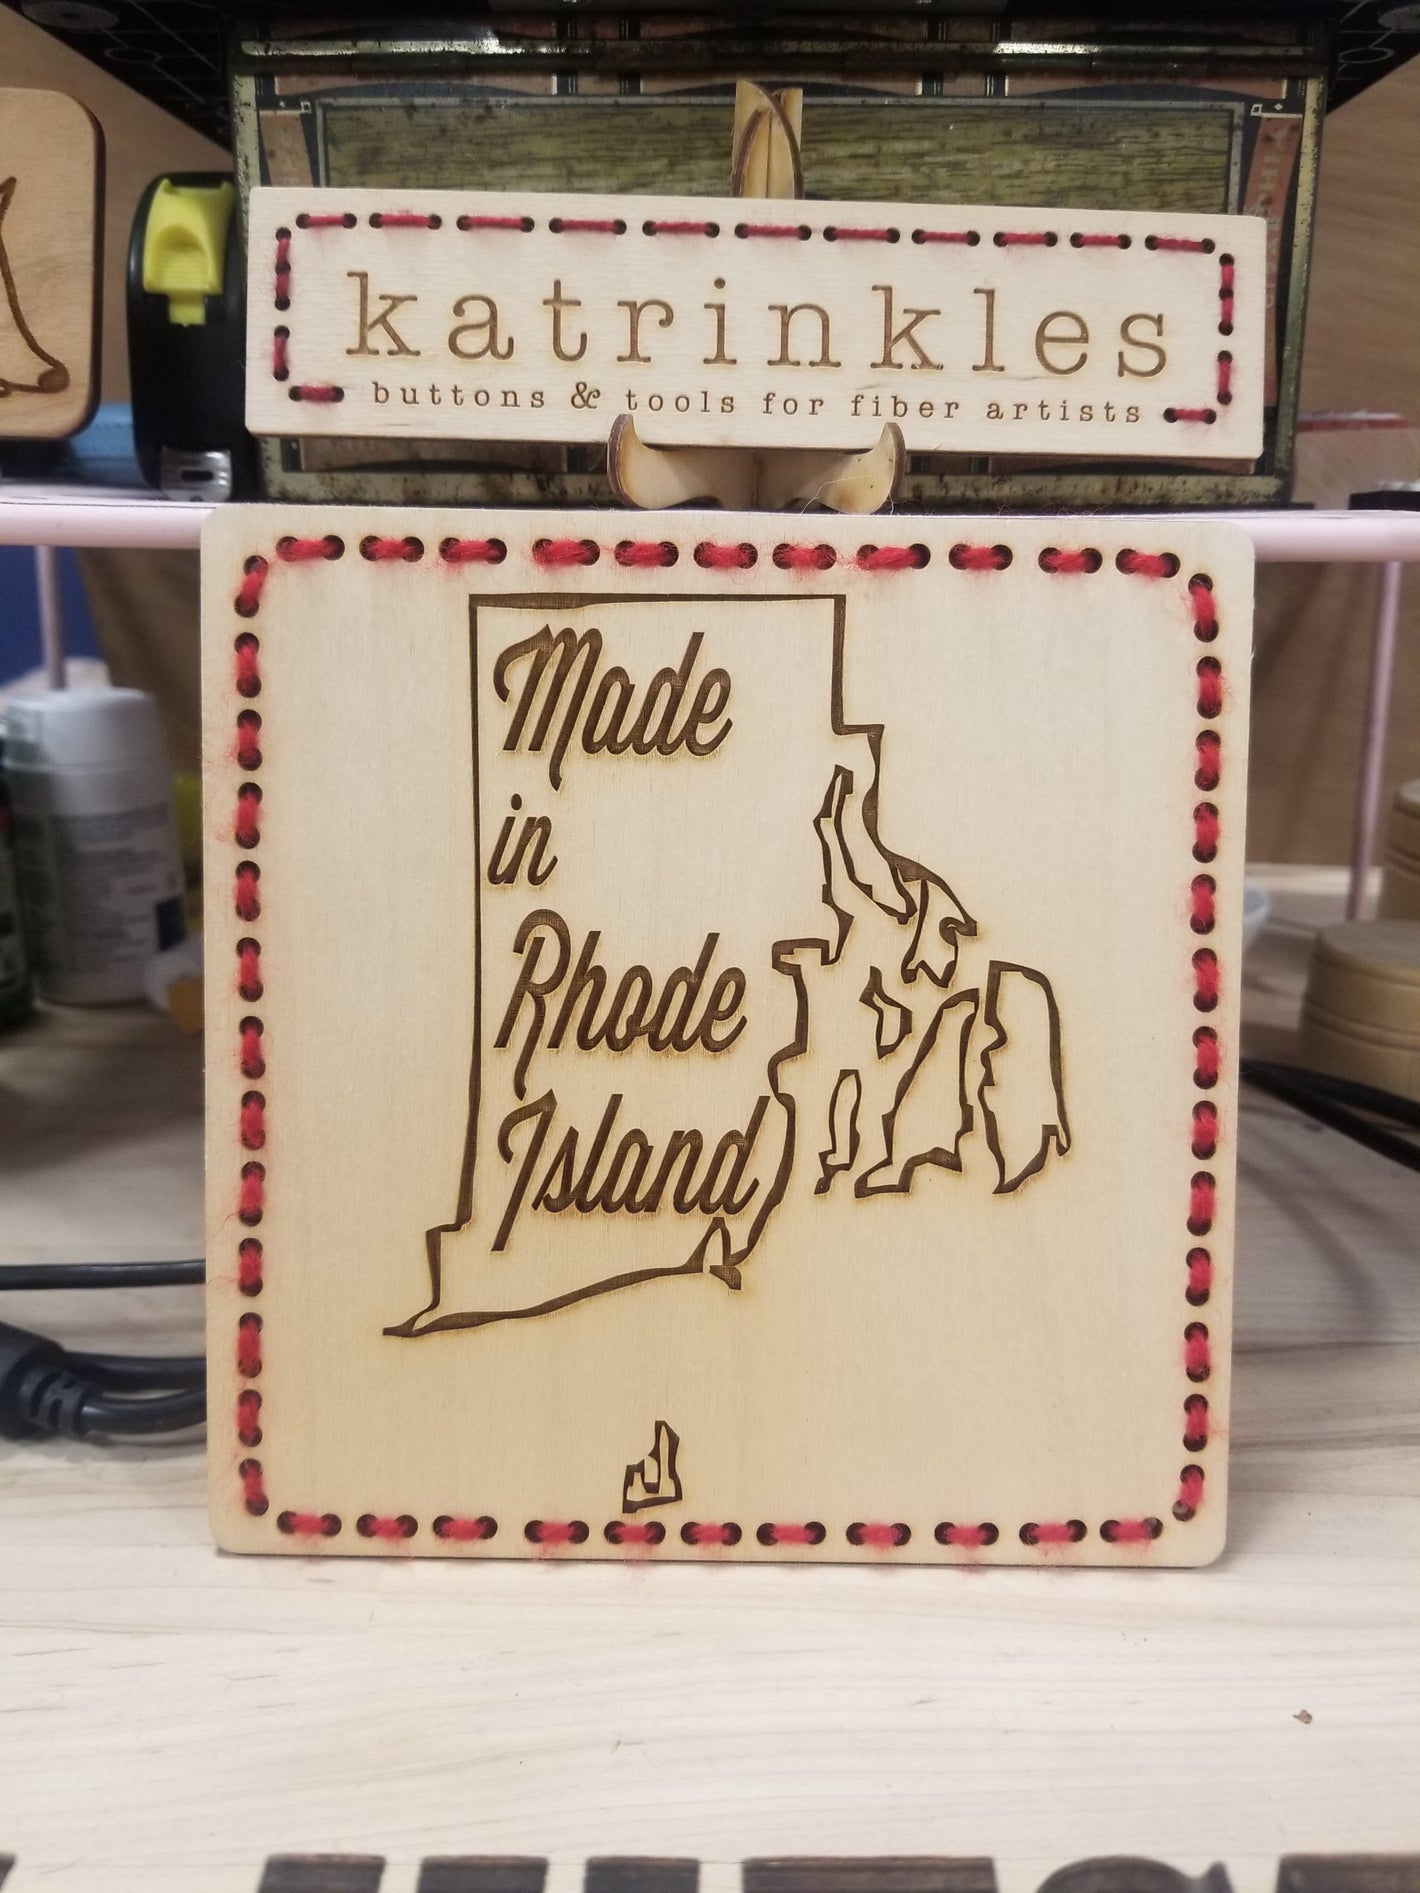 katrinkles
buttons & tools for fiber artists
Made
in
Rhode
Island